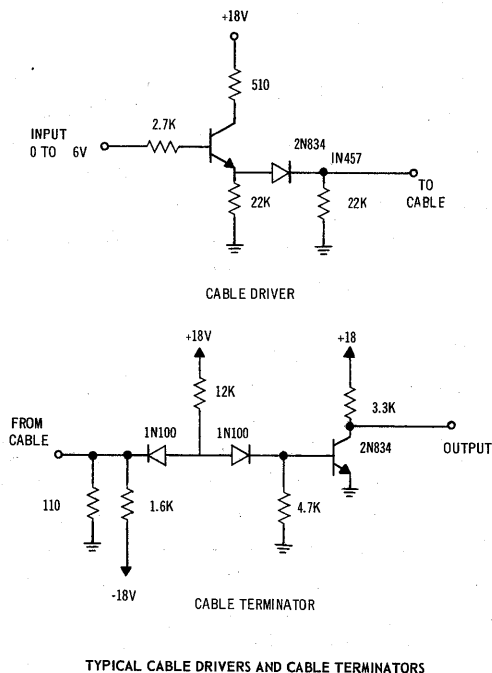 +18V
510
INPUT
0 TO 6V
2.7K
2N834
IN457
22K
22K
TO
CABLE
CABLE DRIVER
+18V
+18
12K
3.3K
FROM
CABLE
1N100
1N100
2N834
OUTPUT
110
1.6K
4.7K
-18V
CABLE TERMINATOR
TYPICAL CABLE DRIVERS AND CABLE TERMINATORS